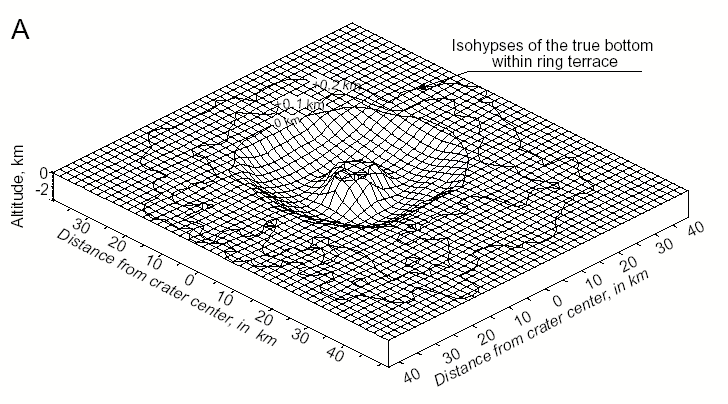 A
Isohypses of the true bottom
within ring terrace
+0.2 km
+0.1 km
0 km
Altitude, km
0
-2
30
20
10
0
10
20
30
40
Distance from crater center, in km
40
30
20
10
0
10
20
30
40
Distance from crater center, in km